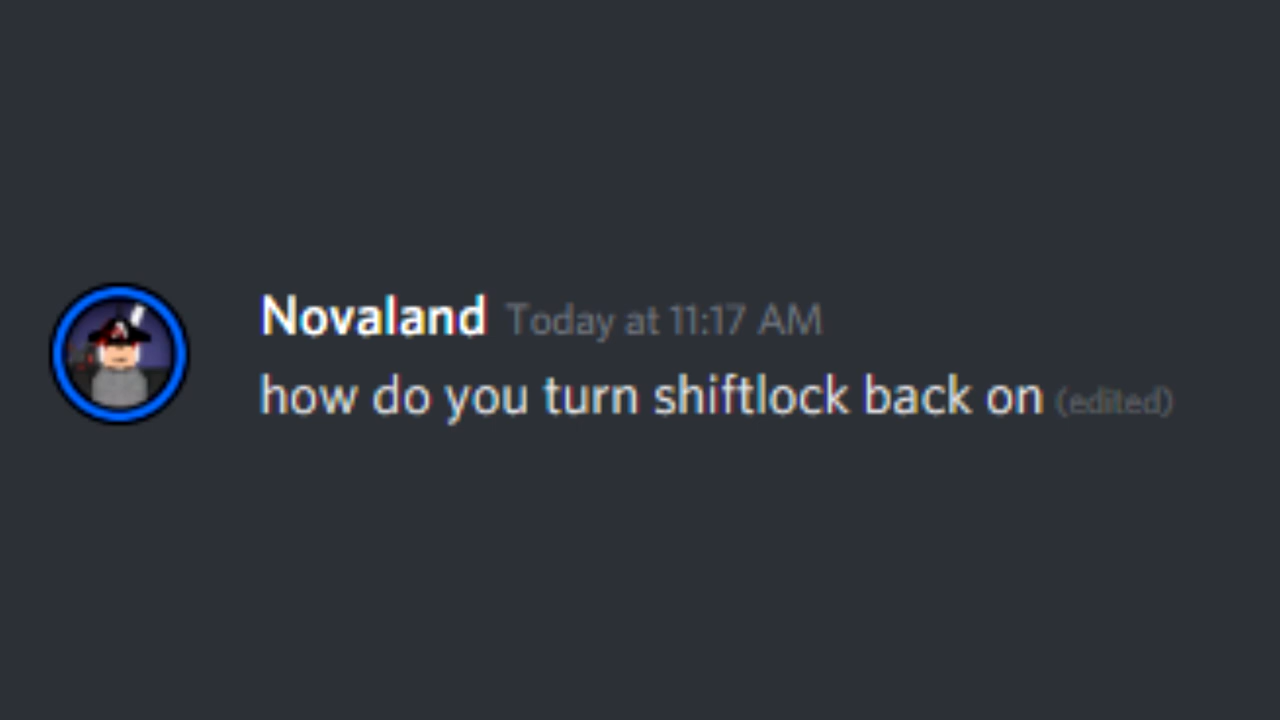 Novaland Today at 11:17 AM
how do you turn shiftlock back on (edited)